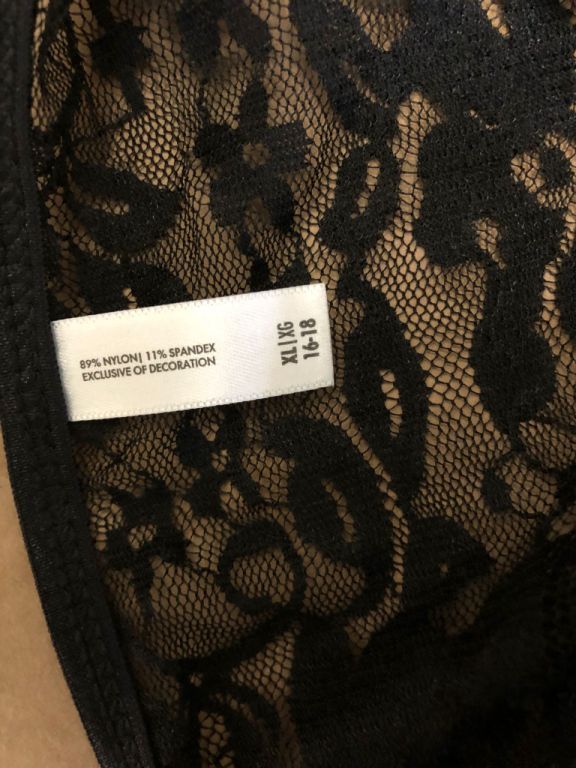 89% NYLON| 11% SPANDEX
EXCLUSIVE OF DECORATION
XL|XG
16-18